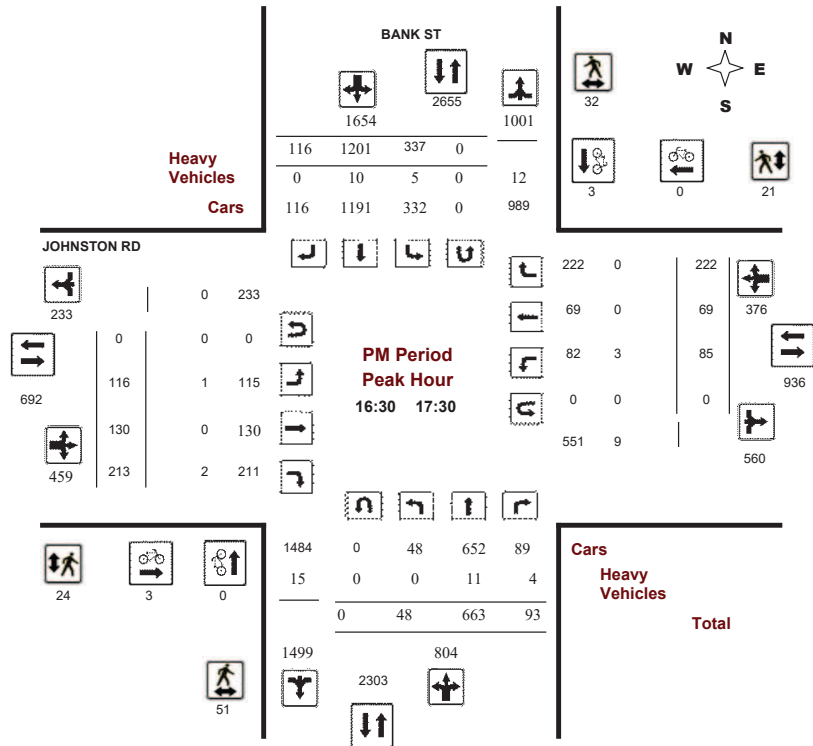 BANK ST
N
W E
S
2655
32
1654 1001
116 1201 337 0
Heavy
Vehicles
0 10 5 0 12
Cars
116 1191 332 0 989
3 0 21
JOHNSTON RD
233
0 233
0 0 0
692
116 1 115
130 0 130
459
213 2 211
PM Period
Peak Hour
16:30 17:30
222 0 222
376
69 0 69
82 3 85
936
0 0 0
551 9
560
24 3 0
1484 0 48 652 89
15 0 0 11 4
0 48 663 93
Cars
Heavy
Vehicles
Total
1499 804
2303
51